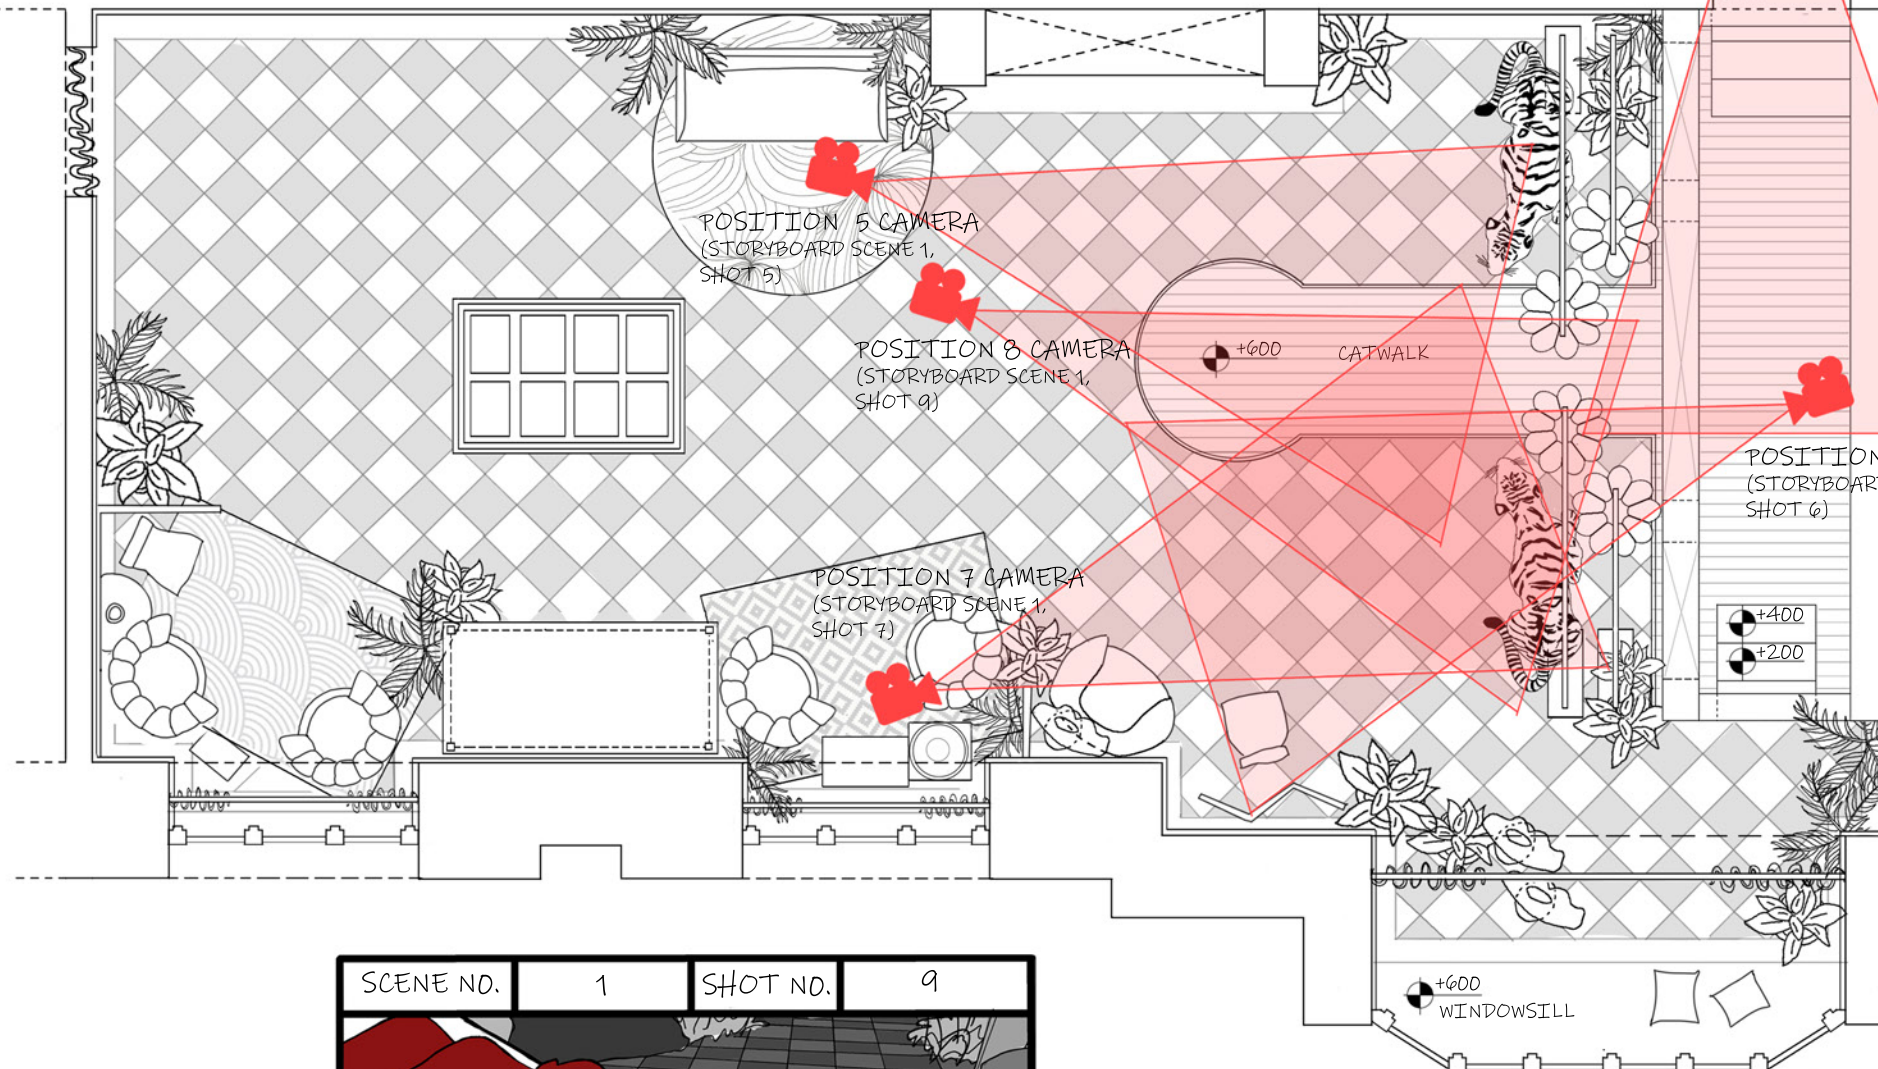 POSITION 5 CAMERA
(STORYBOARD SCENE 1,
SHOT 5)
POSITION 8 CAMERA
(STORYBOARD SCENE 1,
SHOT 9)
+600
CATWALK
POSITION
(STORYBOAR
SHOT 6)
POSITION 7 CAMERA
(STORYBOARD SCENE 1,
SHOT 7)
+400
+200
+600
WINDOWSILL
SCENE NO. 1 SHOT NO. 9